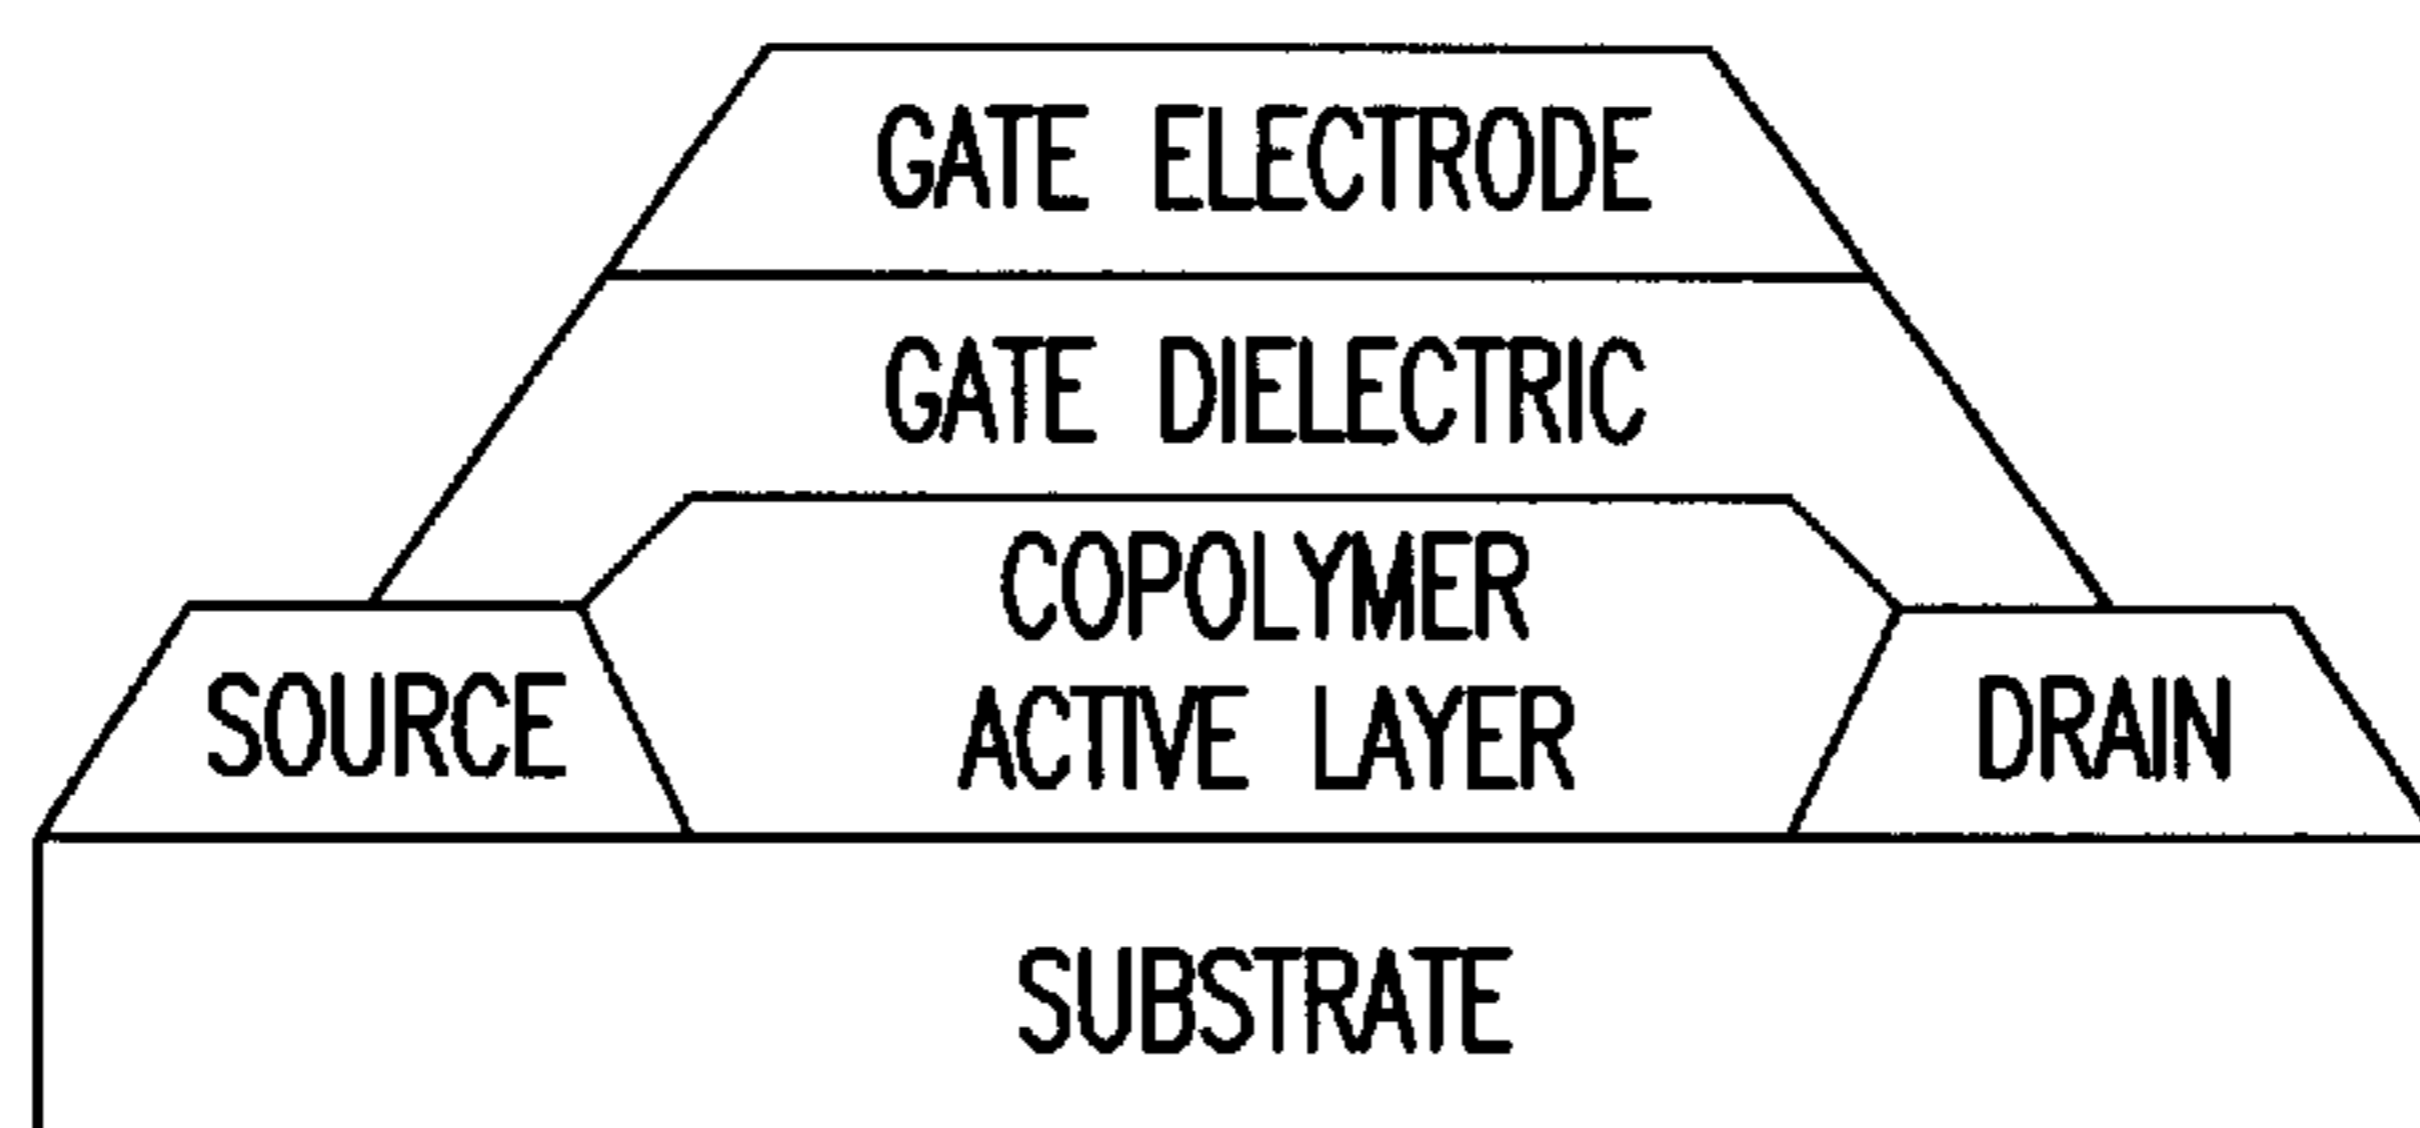 GATE ELECTRODE
GATE DIELECTRIC
COPOLYMER
ACTIVE LAYER
SOURCE
DRAIN
SUBSTRATE